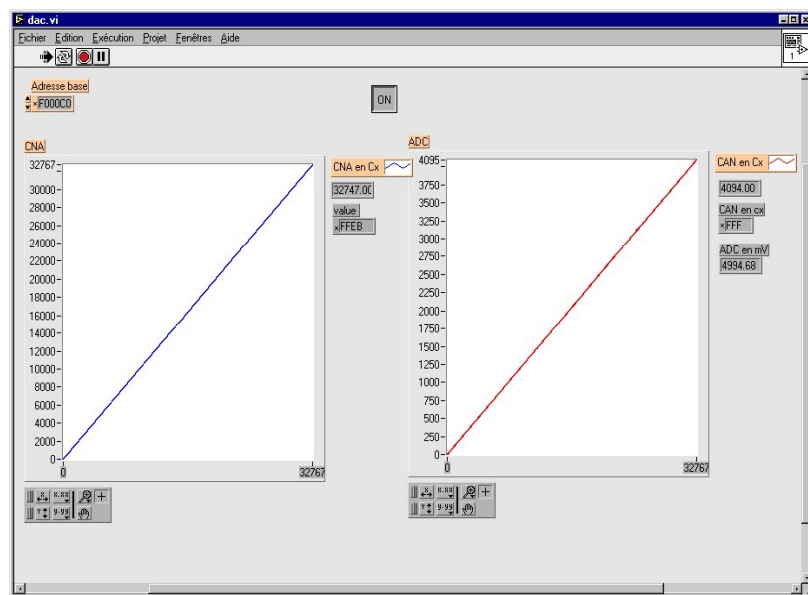 dac.vi
Fichier Edition Exécution Projet Fenêtres Aide
1
Adresse base
×F000C0
ON
CNA
32767
30000
28000
26000
24000
22000
20000
18000
16000
14000
12000
10000
8000
6000
4000
2000
0
0 32767
CNA en Cx
32747.00
value
×FFEB
ADC
4095
3750
3500
3250
3000
2750
2500
2250
2000
1750
1500
1250
1000
750
500
250
0
0 32767
CAN en Cx
4094.00
CAN en cx
×FFF
ADC en mV
4994.68